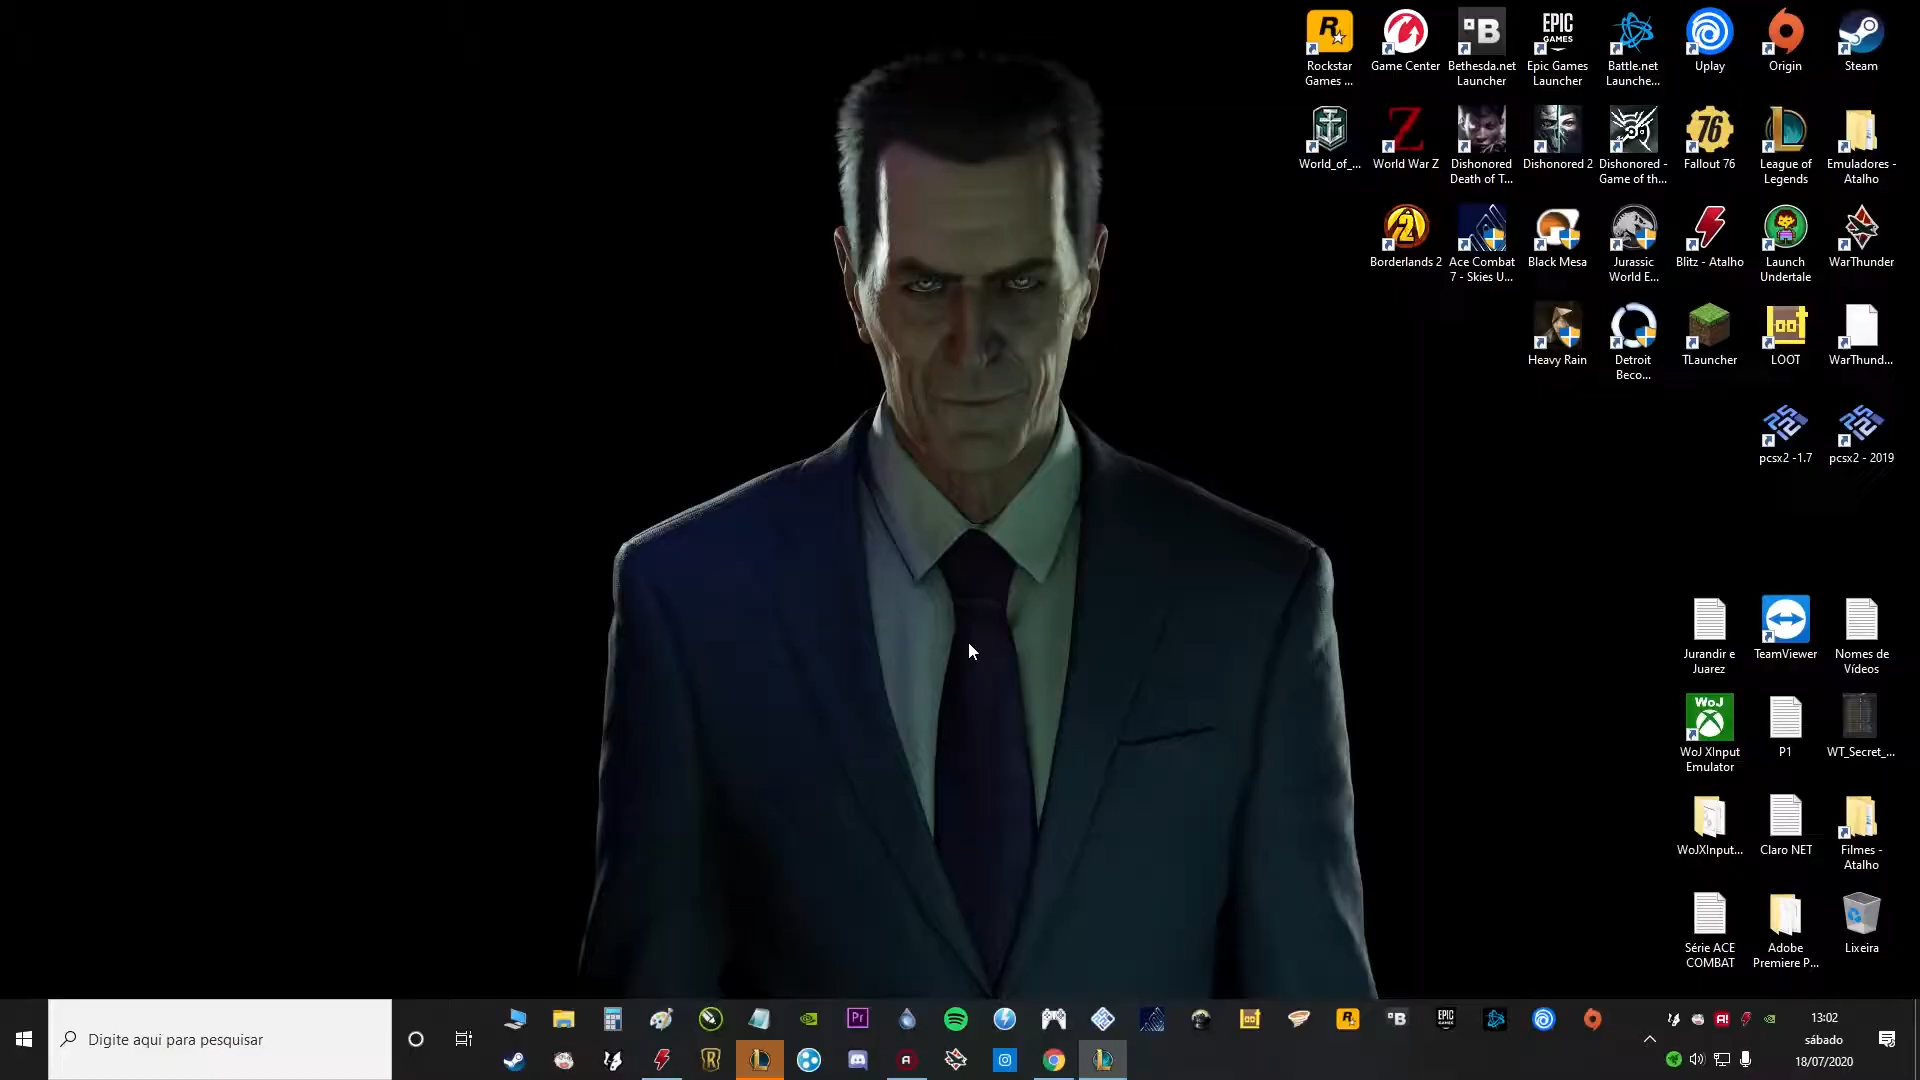 Rockstar
Games ...
Game Center
Bethesda.net
Launcher
Epic Games
Launcher
Battle.net
Launche...
Uplay
Origin
Steam
World_of_...
World War Z
Dishonored
Death of T...
Dishonored 2
Dishonored -
Game of th...
Fallout 76
League of
Legends
Emuladores -
Atalho
Borderlands 2
Ace Combat
7 - Skies U...
Black Mesa
Jurassic
World E...
Blitz - Atalho
Launch
Undertale
WarThunder
Heavy Rain
Detroit
Beco...
TLauncher
LOOT
WarThund...
pcsx2 -1.7
pcsx2 - 2019
Jurandir e
Juarez
TeamViewer
Nomes de
Vídeos
WoJ XInput
Emulator
P1
WT_Secret_...
WoJXInput...
Claro NET
Filmes -
Atalho
Série ACE
COMBAT
Adobe
Premiere P...
Lixeira
Digite aqui para pesquisar
13:02
sábado
18/07/2020